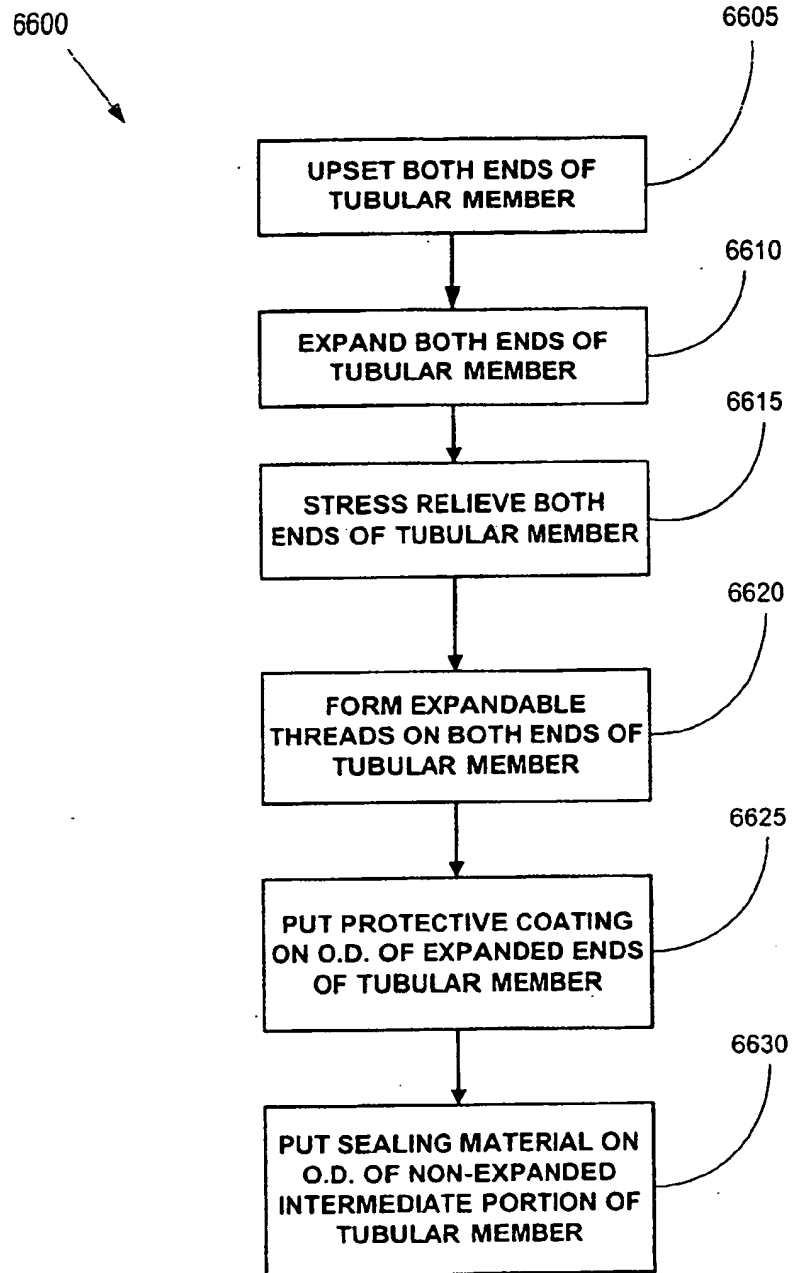 6600
6605
UPSET BOTH ENDS OF
TUBULAR MEMBER
6610
EXPAND BOTH ENDS OF
TUBULAR MEMBER
6615
STRESS RELIEVE BOTH
ENDS OF TUBULAR MEMBER
6620
FORM EXPANDABLE
THREADS ON BOTH ENDS OF
TUBULAR MEMBER
6625
PUT PROTECTIVE COATING
ON O.D. OF EXPANDED ENDS
OF TUBULAR MEMBER
6630
PUT SEALING MATERIAL ON
O.D. OF NON-EXPANDED
INTERMEDIATE PORTION OF
TUBULAR MEMBER